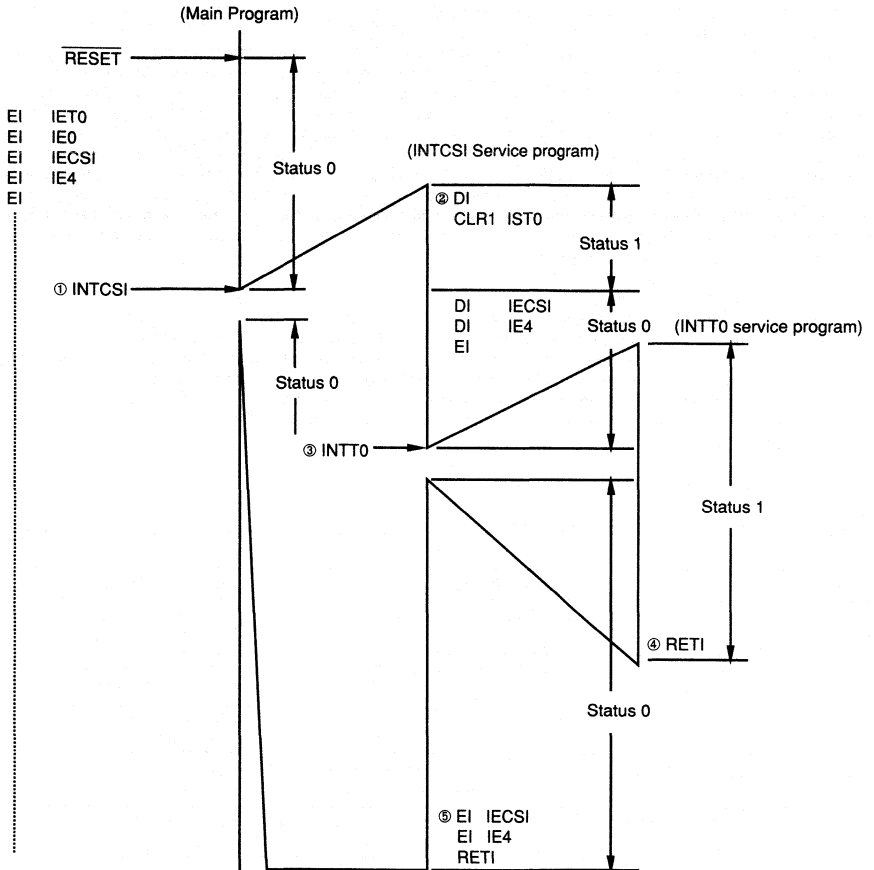 (Main Program)
RESET
EI IET0
EI IE0
EI IECSI
EI IE4
EI
Status 0
(INTCSI Service program)
② DI
CLR1 IST0
Status 1
① INTCSI
DI IECSI
DI IE4
EI
Status 0
(INTT0 service program)
Status 0
③ INTT0
Status 1
④ RETI
Status 0
⑤ EI IECSI
EI IE4
RETI